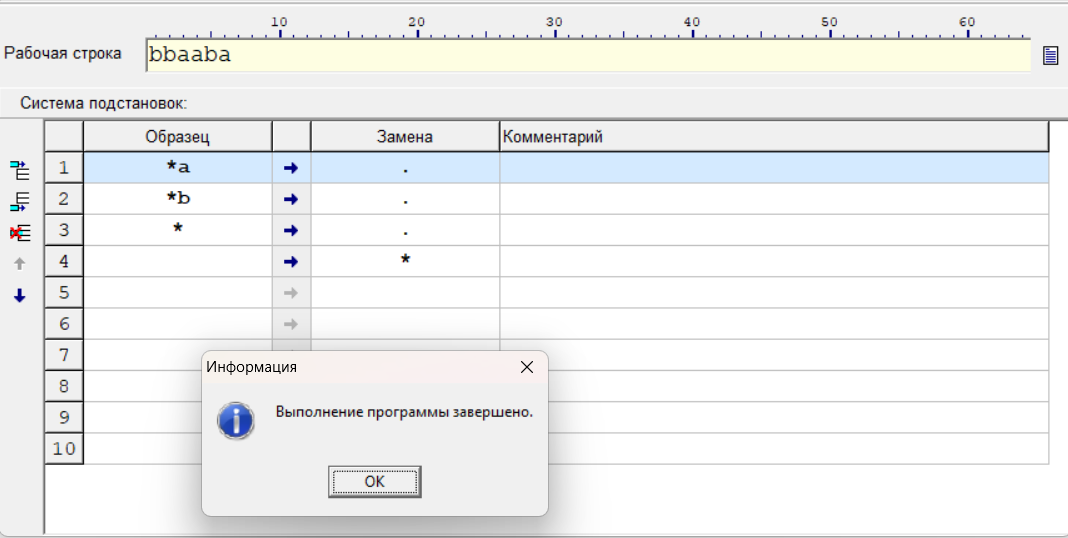 10 20 30 40 50 60
Рабочая строка bbaaba
Система подстановок:
Образец Замена Комментарий
1 *a → .
2 *b → .
3 * → .
4 → *
5 →
6 →
7
8
9
10
Информация
Выполнение программы завершено.
OK